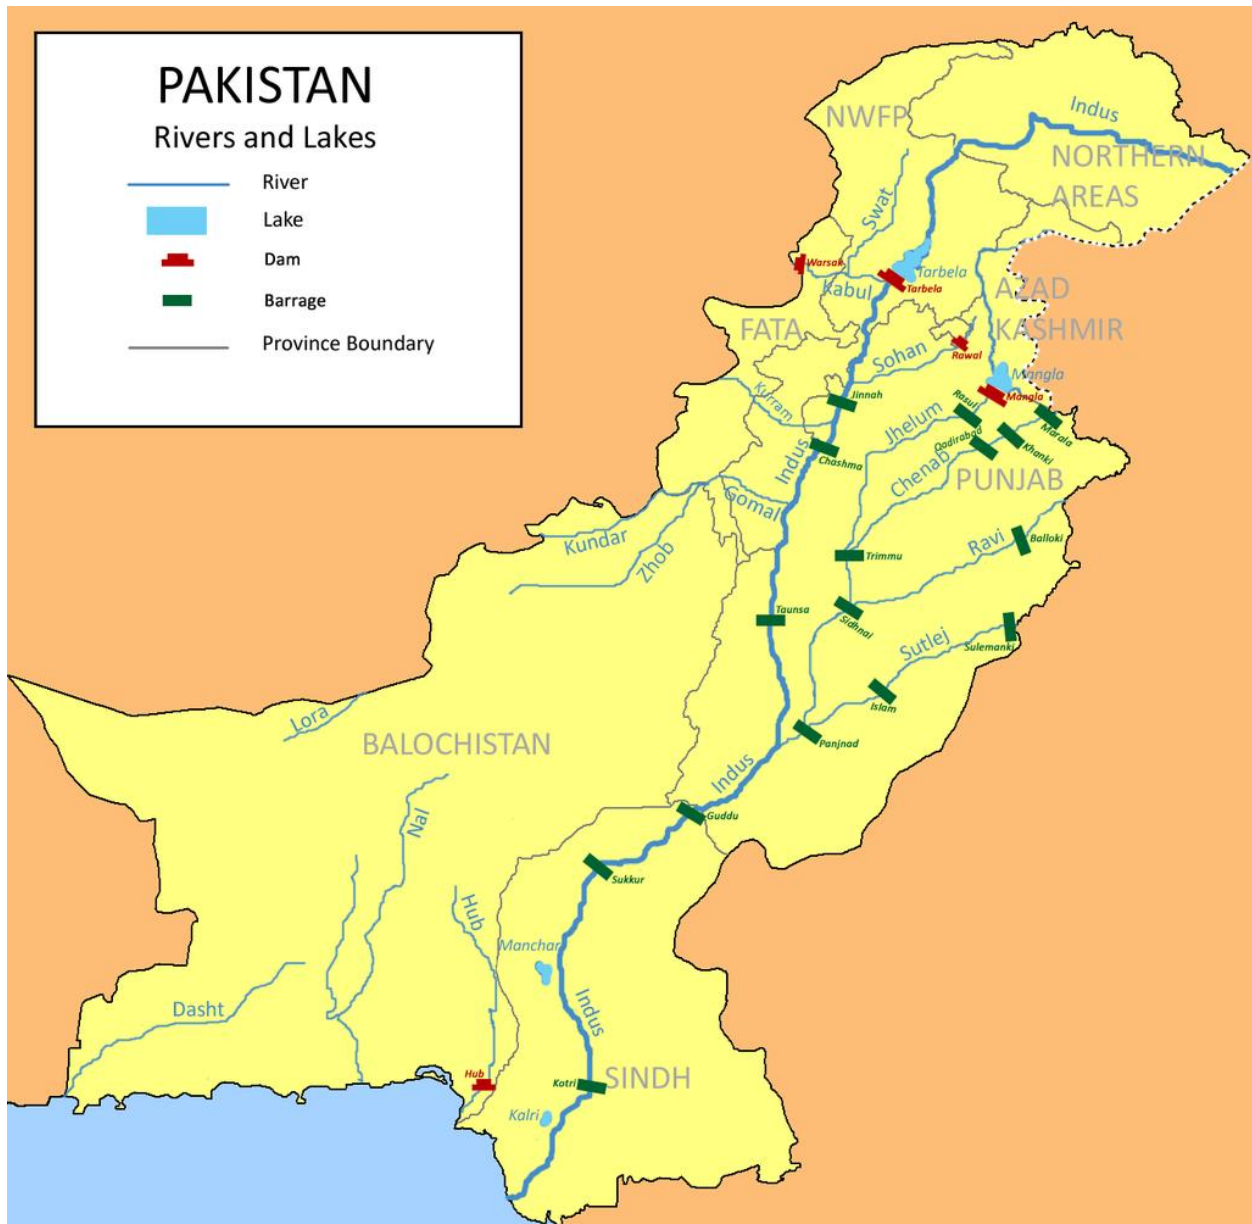 PAKISTAN
Rivers and Lakes
River
Lake
Dam
Barrage
Province Boundary
Indus
NWFP
NORTHERN
AREAS
Swat
Warsak
Tarbela
Kabul
Tarbela
AZAD
KASHMIR
FATA
Sohan
Rawal
Mangla
Kurram
Jinnah
Mangla
Rasul
Jhelum
Marala
Qadirabad
Khanki
Indus
Chashma
Chenab
PUNJAB
Gomal
Kundar
Zhob
Trimmu
Ravi
Balloki
Taunsa
Sidhnai
Sutlej
Sulemanki
Islam
Lora
BALOCHISTAN
Panjnad
Indus
Nal
Guddu
Sukkur
Hub
Manchar
Dasht
Indus
Hub
Kotri
SINDH
Kalri